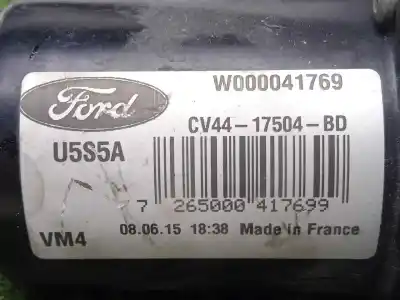 W000041769
Ford
CV44-17504-BD
U5S5A
7 265000 417699
VM4 08.06.15 18:38 Made in France